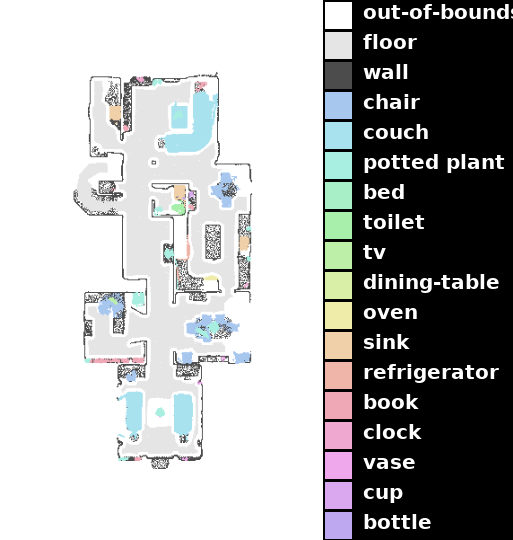 out-of-bounds
floor
wall
chair
couch
potted plant
bed
toilet
tv
dining-table
oven
sink
refrigerator
book
clock
vase
cup
bottle